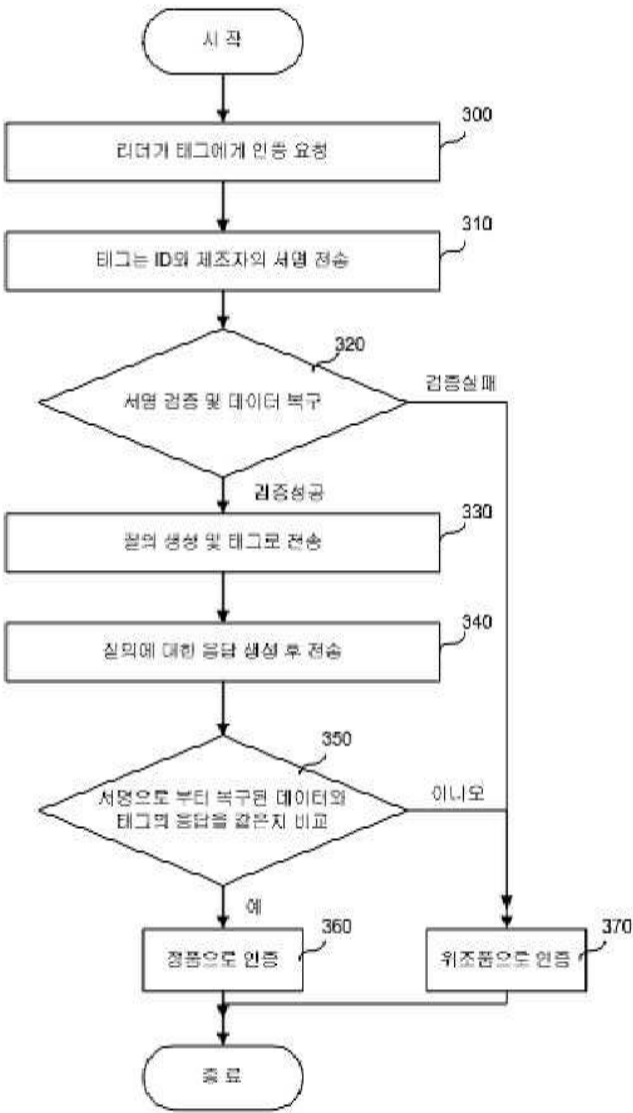 시 작
300
리더가 태그에게 인증 요청
310
태그는 ID와 제조자의 서명 전송
320
서명 검증 및 데이터 복구
검증실패
검증성공
330
질의 생성 및 태그로 전송
340
질의에 대한 응답 생성 후 전송
350
서명으로 부터 복구된 데이터와
태그의 응답을 같은지 비교
아니오
예
360
정품으로 인증
370
위조품으로 인증
종 료